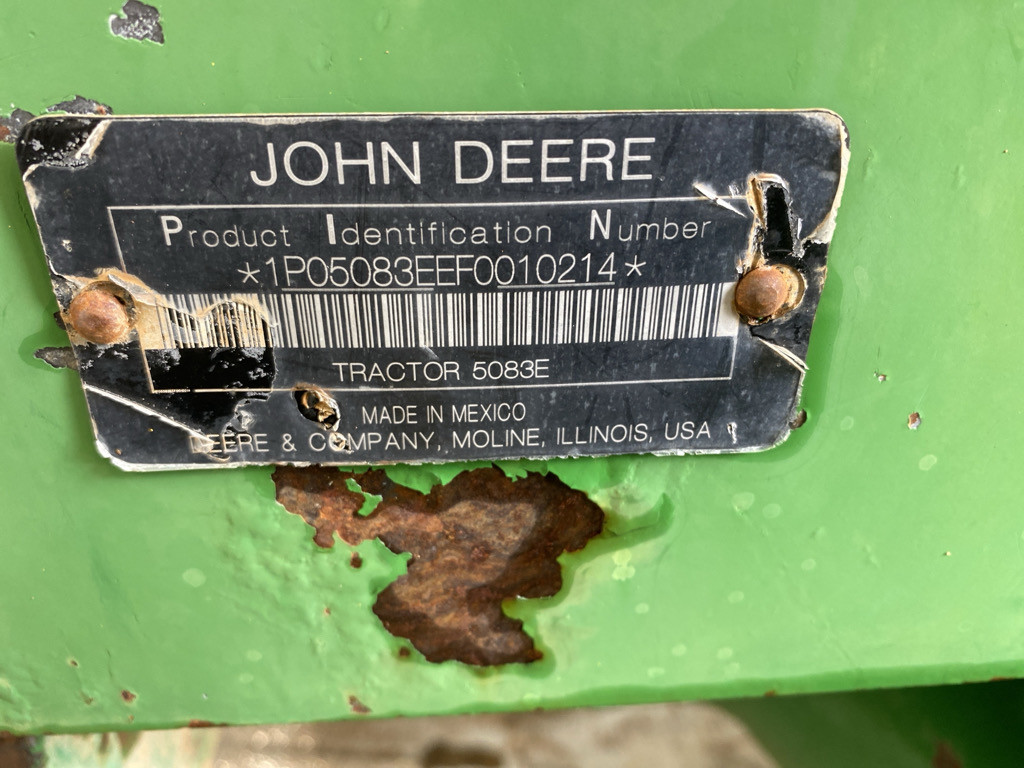 JOHN DEERE
Product Identification Number
*1P05083EEF0010214*
TRACTOR 5083E
MADE IN MEXICO
DEERE & COMPANY, MOLINE, ILLINOIS, USA